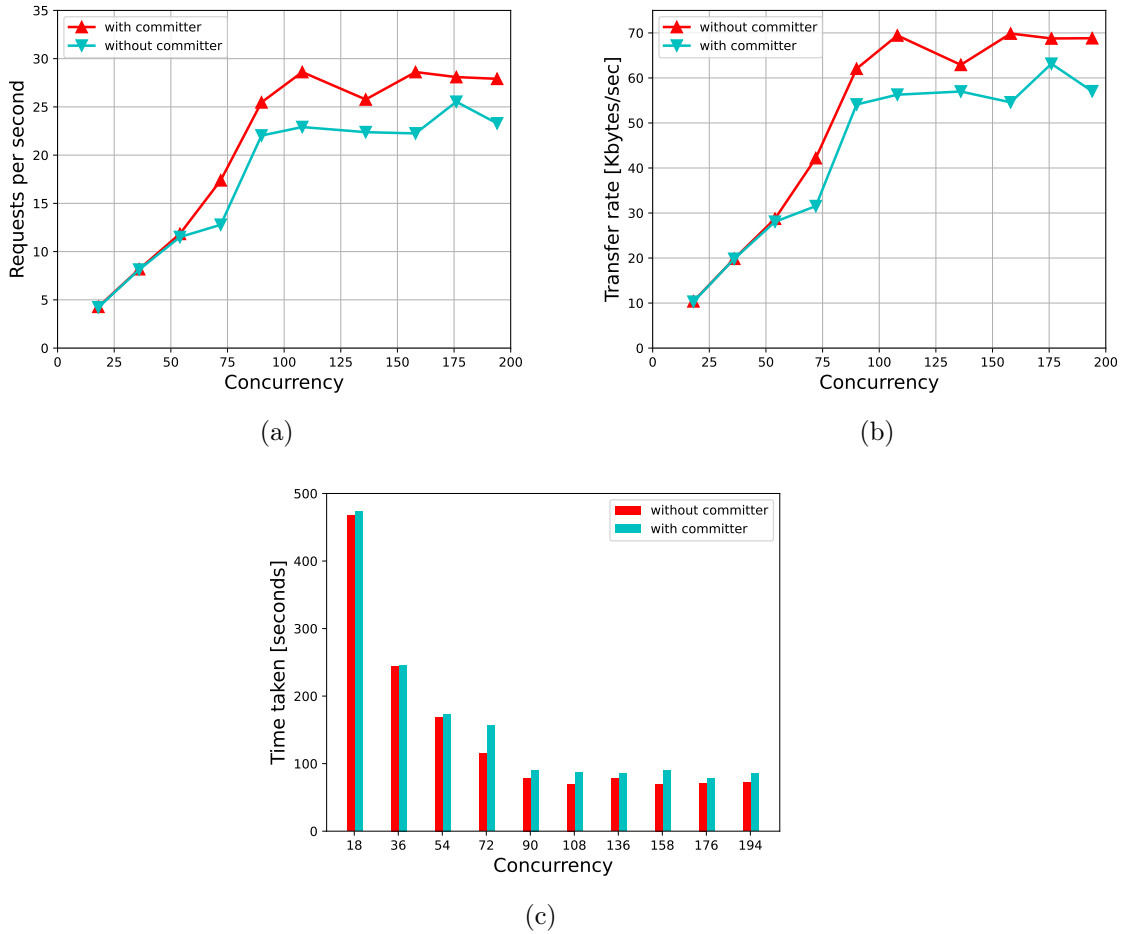 with committer
without committer
Requests per second
35
30
25
20
15
10
5
0
0 25 50 75 100 125 150 175 200
Concurrency
(a)
without committer
with committer
Transfer rate [Kbytes/sec]
70
60
50
40
30
20
10
0
0 25 50 75 100 125 150 175 200
Concurrency
(b)
without committer
with committer
Time taken [seconds]
500
400
300
200
100
0
18 36 54 72 90 108 136 158 176 194
Concurrency
(c)